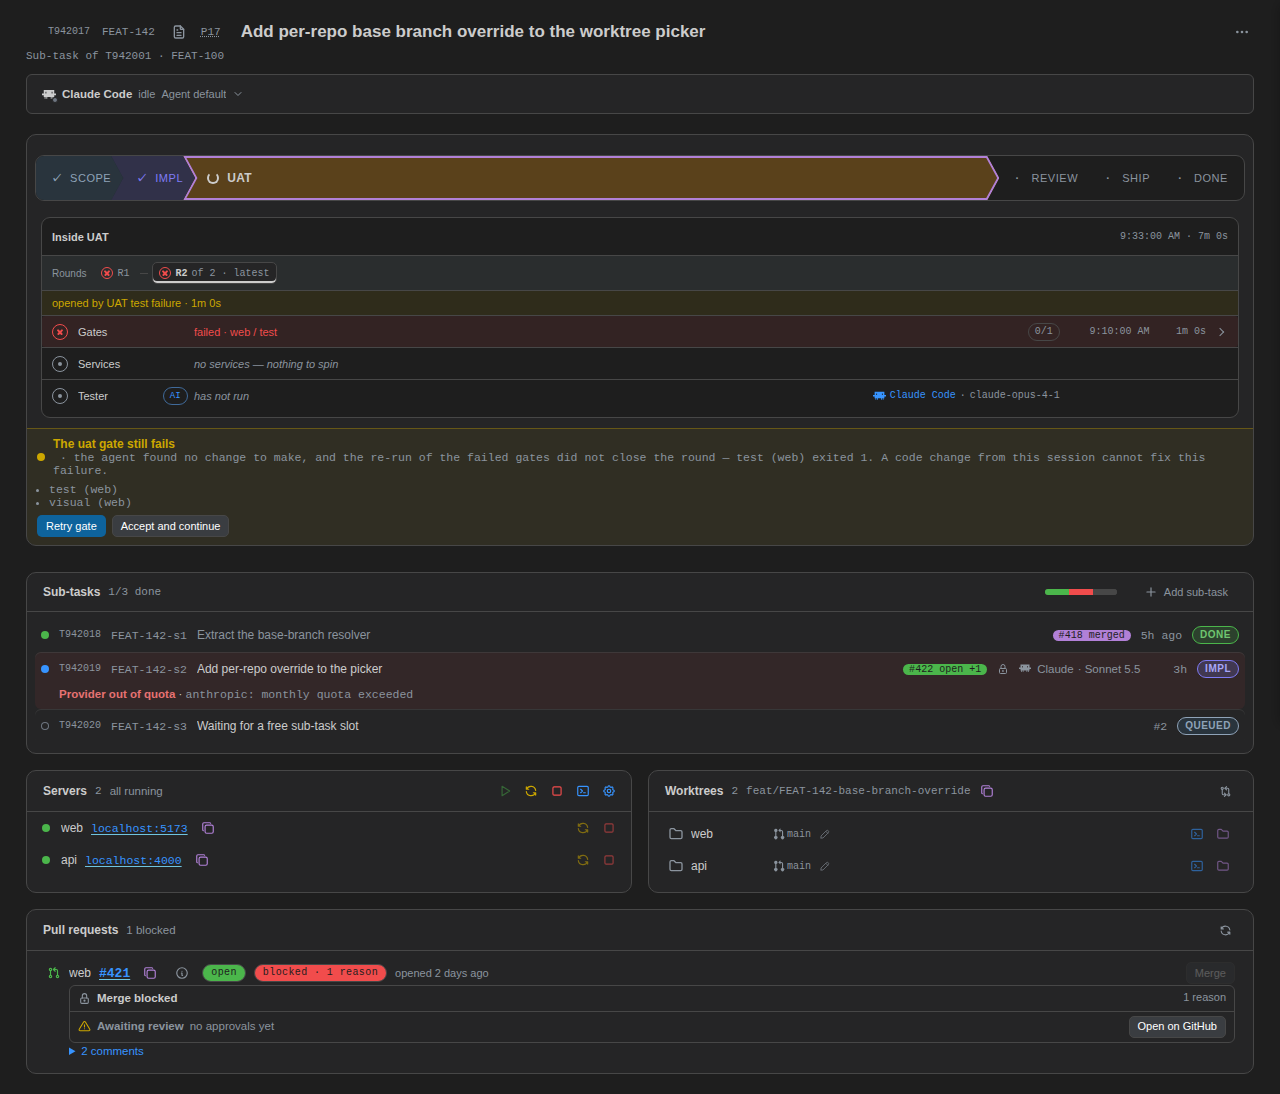 T942017 FEAT-142 P17 Add per-repo base branch override to the worktree picker
Sub-task of T942001 · FEAT-100
Claude Code idle Agent default
SCOPE IMPL UAT REVIEW SHIP DONE
Inside UAT 9:33:00 AM · 7m 0s
Rounds R1 — R2 of 2 · latest
opened by UAT test failure · 1m 0s
Gates failed · web / test 0/1 9:10:00 AM 1m 0s
Services no services — nothing to spin
Tester AI has not run Claude Code · claude-opus-4-1
The uat gate still fails
· the agent found no change to make, and the re-run of the failed gates did not close the round — test (web) exited 1. A code change from this session cannot fix this
failure.
• test (web)
• visual (web)
Retry gate Accept and continue
Sub-tasks 1/3 done Add sub-task
T942018 FEAT-142-s1 Extract the base-branch resolver #418 merged 5h ago DONE
T942019 FEAT-142-s2 Add per-repo override to the picker #422 open +1 Claude · Sonnet 5.5 3h IMPL
Provider out of quota · anthropic: monthly quota exceeded
T942020 FEAT-142-s3 Waiting for a free sub-task slot #2 QUEUED
Servers 2 all running
web localhost:5173
api localhost:4000
Worktrees 2 feat/FEAT-142-base-branch-override
web main
api main
Pull requests 1 blocked
web #421 open blocked · 1 reason opened 2 days ago Merge
Merge blocked 1 reason
Awaiting review no approvals yet Open on GitHub
2 comments